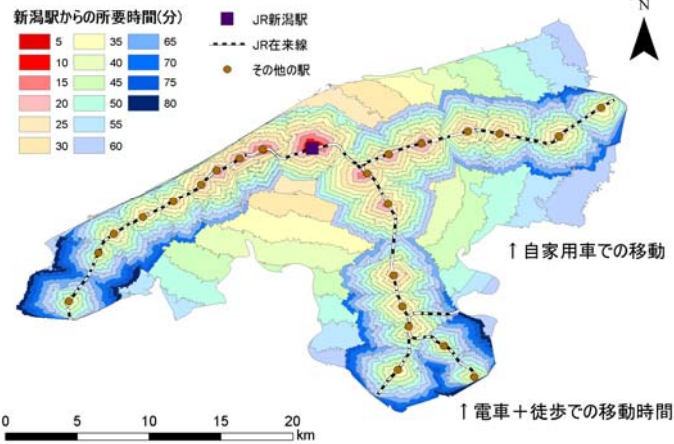 新潟駅からの所要時間(分)
5 35 65
10 40 70
15 45 75
20 50 80
25 55
30 60
JR新潟駅
JR在来線
その他の駅
N
↑自家用車での移動
↑電車+徒歩での移動時間
0 5 10 15 20
km